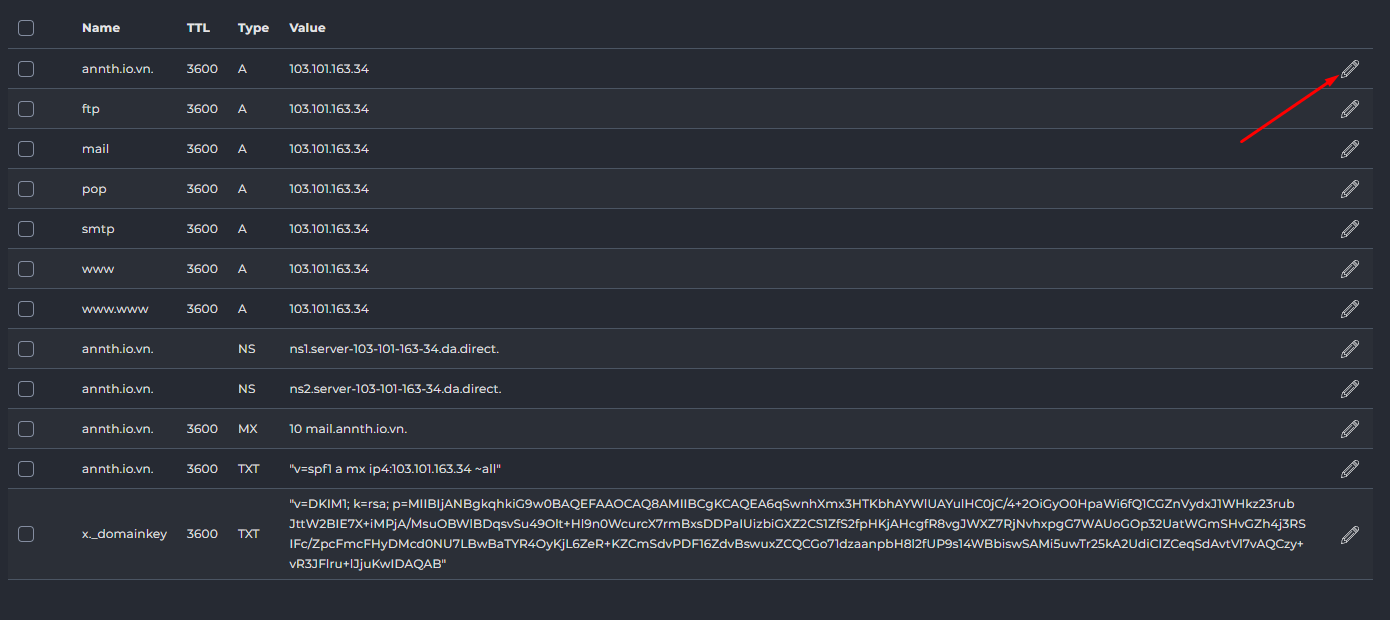 Name TTL Type Value
annth.io.vn. 3600 A 103.101.163.34
ftp 3600 A 103.101.163.34
mail 3600 A 103.101.163.34
pop 3600 A 103.101.163.34
smtp 3600 A 103.101.163.34
www 3600 A 103.101.163.34
www.www 3600 A 103.101.163.34
annth.io.vn. NS ns1.server-103-101-163-34.da.direct.
annth.io.vn. NS ns2.server-103-101-163-34.da.direct.
annth.io.vn. 3600 MX 10 mail.annth.io.vn.
annth.io.vn. 3600 TXT "v=spf1 a mx ip4:103.101.163.34 ~all"
x._domainkey 3600 TXT "v=DKIM1; k=rsa; p=MIIBIjANBgkqhkiG9w0BAQEFAAOCAQ8AMIIBCgKCAQEA6qSwnhXmx3HTKbhAYWlUAYulHC0jC/4+2OiGyO0HpaWi6fQ1CGZnVydxJ1WHkz23rub
JttW2BIE7X+iMPjA/MsuOBWlBDqsvSu49Olt+Hl9n0WcurcX7rmBxsDDPaIUizbiGXZ2CS1ZfS2fpHKjAHcgfR8vgJWXZ7RjNvhxpgG7WAUoGOp32UatWGmSHvGZh4j3RS
IFc/ZpcFmcFHyDMcd0NU7LBwBaTYR4OyKjL6ZeR+KZCmSdvPDF16ZdvBswuxZCQCGo71dzaanpbH8l2fUP9s14WBbiswSAMi5uwTr25kA2UdiCIZCeqSdAvtVl7vAQCzy+
vR3JFlru+lJjuKwIDAQAB"